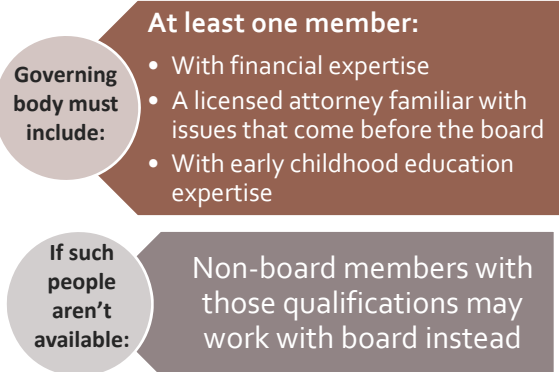 Governing
body must
include:
At least one member:
• With financial expertise
• A licensed attorney familiar with
issues that come before the board
• With early childhood education
expertise
If such
people
aren't
available:
Non-board members with
those qualifications may
work with board instead